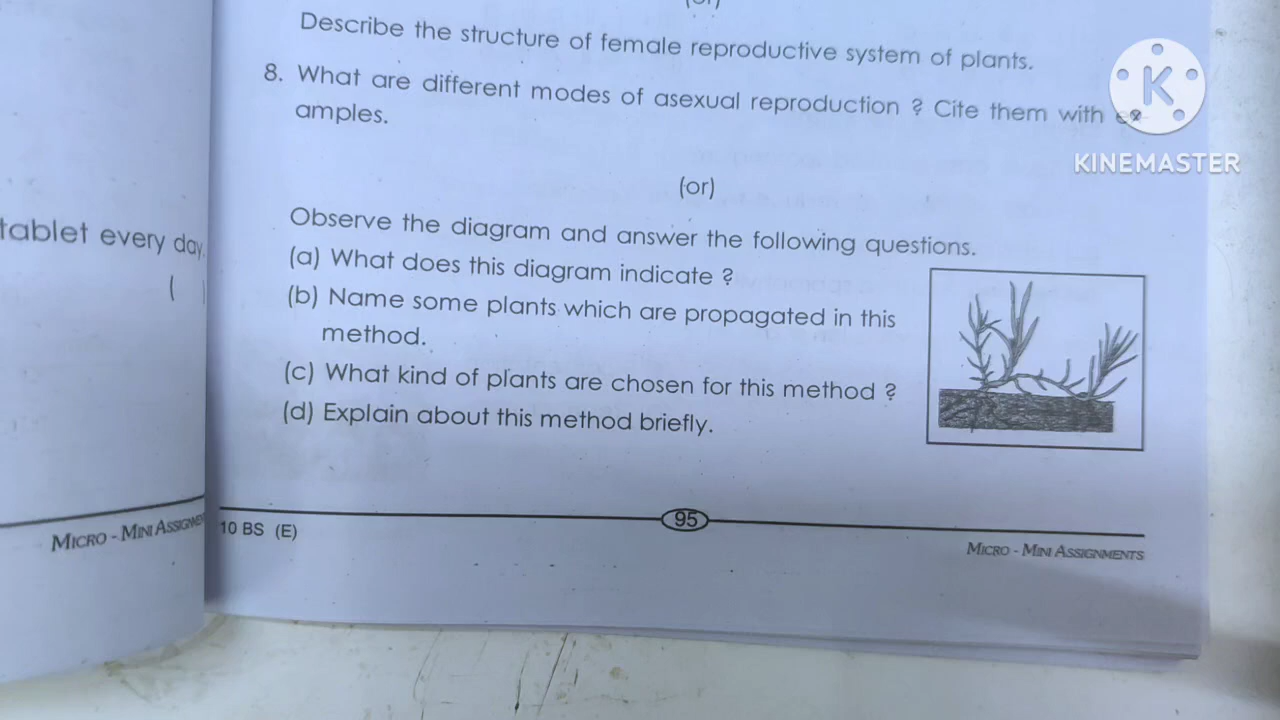 (or)
Describe the structure of female reproductive system of plants.
8. What are different modes of asexual reproduction ? Cite them with ex-
amples.
(or)
Observe the diagram and answer the following questions.
(a) What does this diagram indicate ?
(b) Name some plants which are propagated in this
method.
(c) What kind of plants are chosen for this method ?
(d) Explain about this method briefly.
10 BS (E)
95
MICRO - MINI ASSIGNMENTS
tablet every day.
( )
MICRO - MINI
K
KINEMASTER